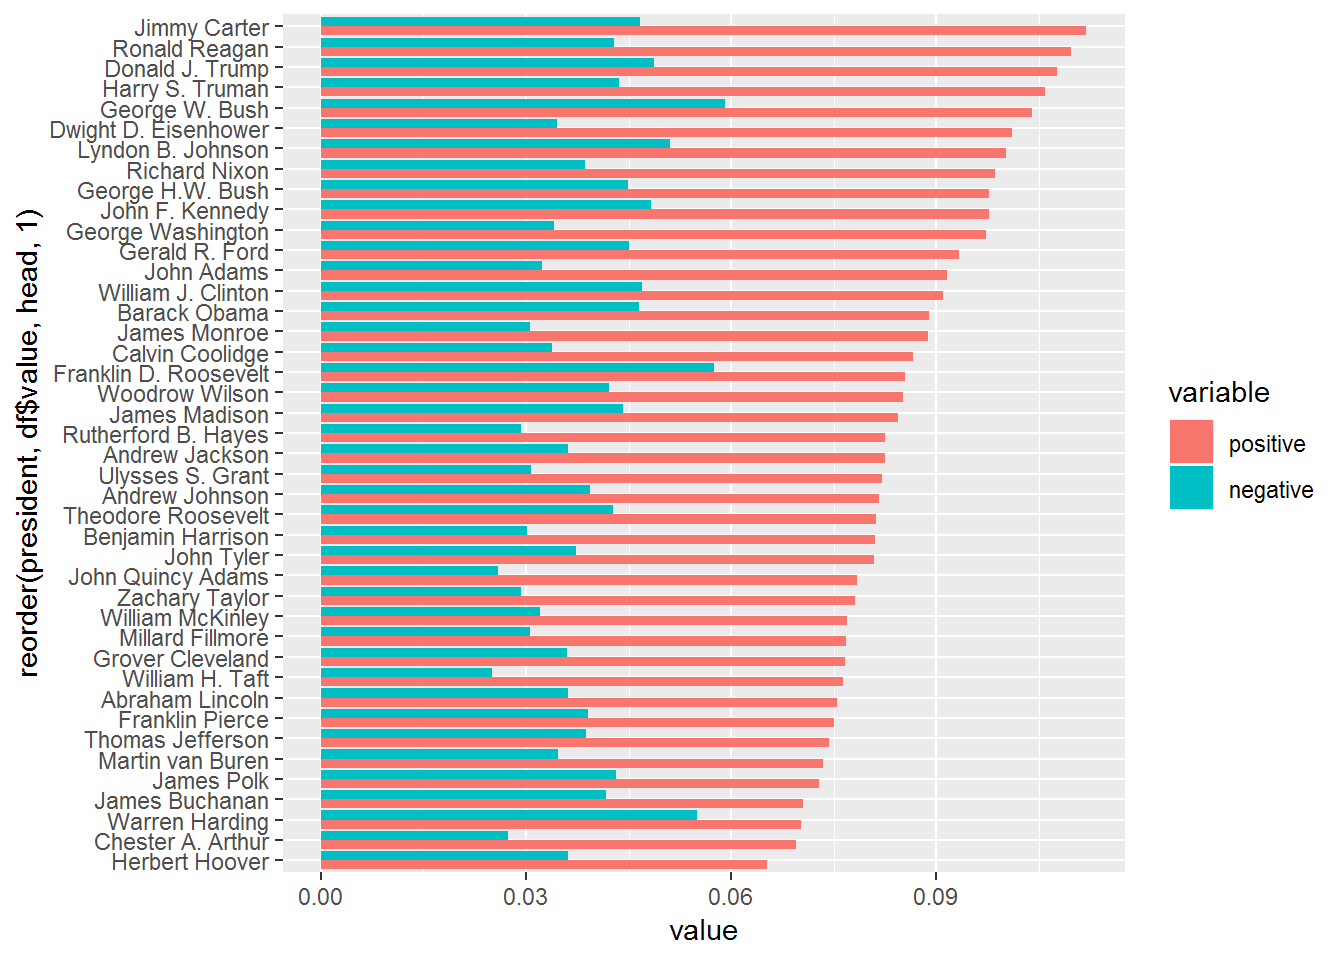 Jimmy Carter
Ronald Reagan
Donald J. Trump
Harry S. Truman
George W. Bush
Dwight D. Eisenhower
Lyndon B. Johnson
Richard Nixon
George H.W. Bush
John F. Kennedy
George Washington
Gerald R. Ford
John Adams
William J. Clinton
Barack Obama
James Monroe
Calvin Coolidge
Franklin D. Roosevelt
Woodrow Wilson
James Madison
Rutherford B. Hayes
Andrew Jackson
Ulysses S. Grant
Andrew Johnson
Theodore Roosevelt
Benjamin Harrison
John Tyler
John Quincy Adams
Zachary Taylor
William McKinley
Millard Fillmore
Grover Cleveland
William H. Taft
Abraham Lincoln
Franklin Pierce
Thomas Jefferson
Martin van Buren
James Polk
James Buchanan
Warren Harding
Chester A. Arthur
Herbert Hoover
reorder(president, df$value, head, 1)
0.00 0.03 0.06 0.09
value
variable
positive
negative